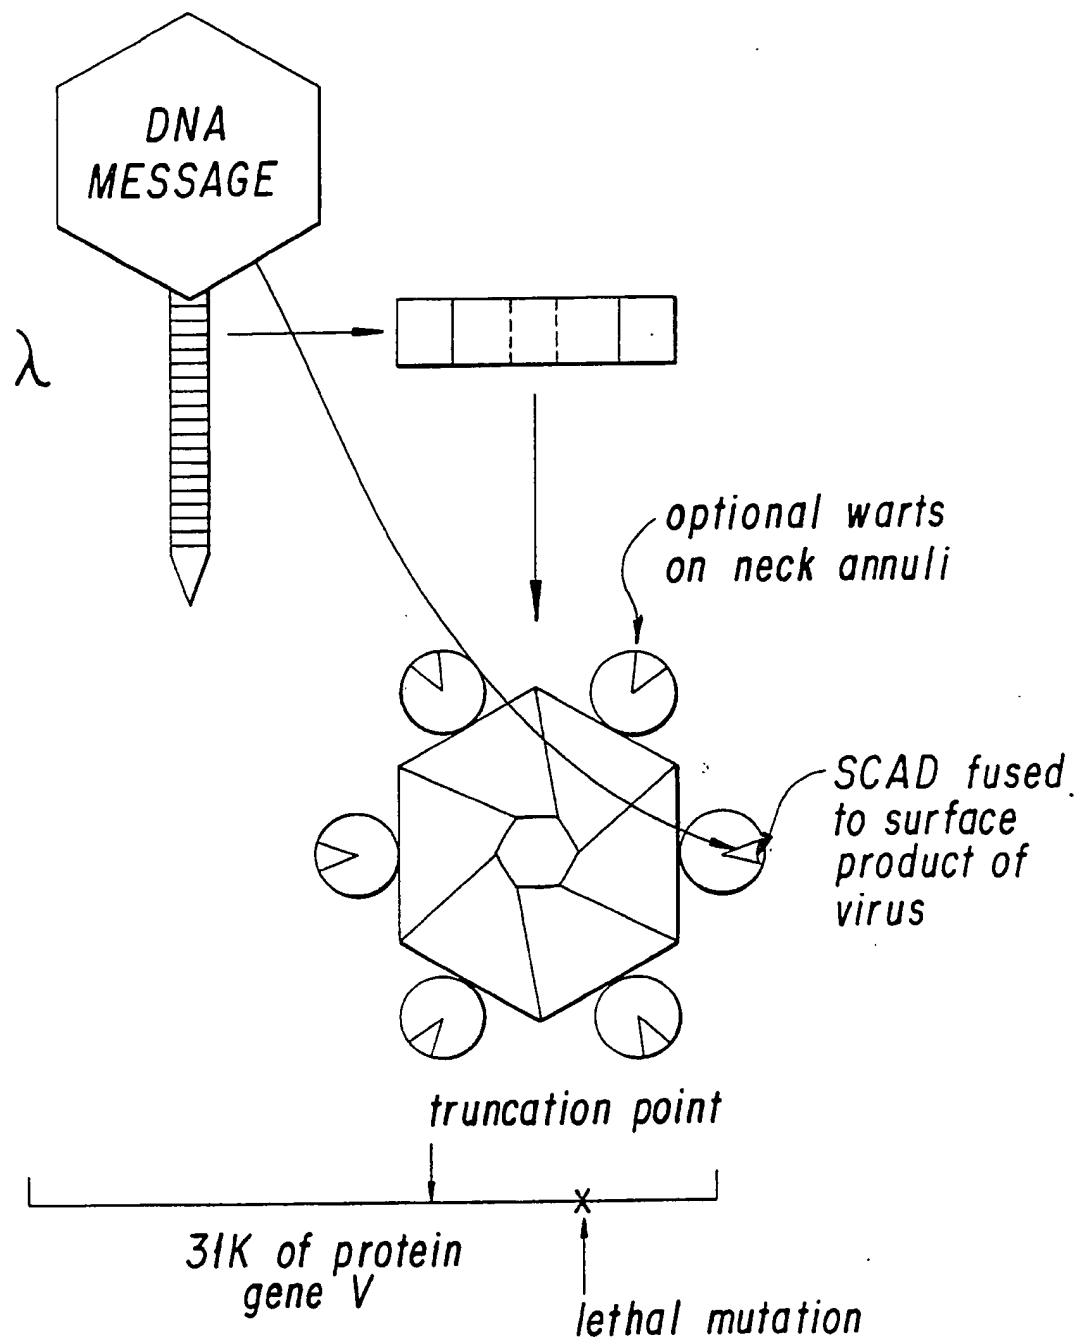 DNA
MESSAGE
λ
optional warts
on neck annuli
SCAD fused
to surface
product of
virus
truncation point
X
31K of protein
gene V
lethal mutation